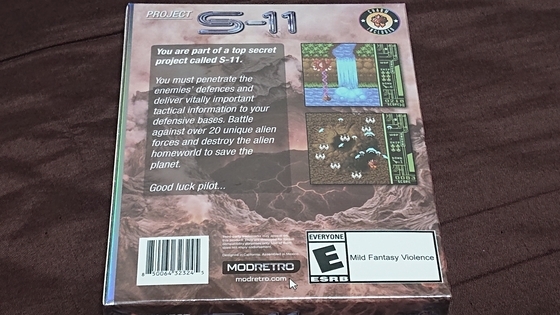 PROJECT
S-11
You are part of a top secret
project called S-11.
You must penetrate the
enemies' defences and
deliver vitally important
tactical information to your
defensive bases. Battle
against over 20 unique alien
forces and destroy the alien
homeworld to save the
planet.
Good luck pilot...
MODRETRO
modretro.com
EVERYONE
E
ESRB
Mild Fantasy Violence